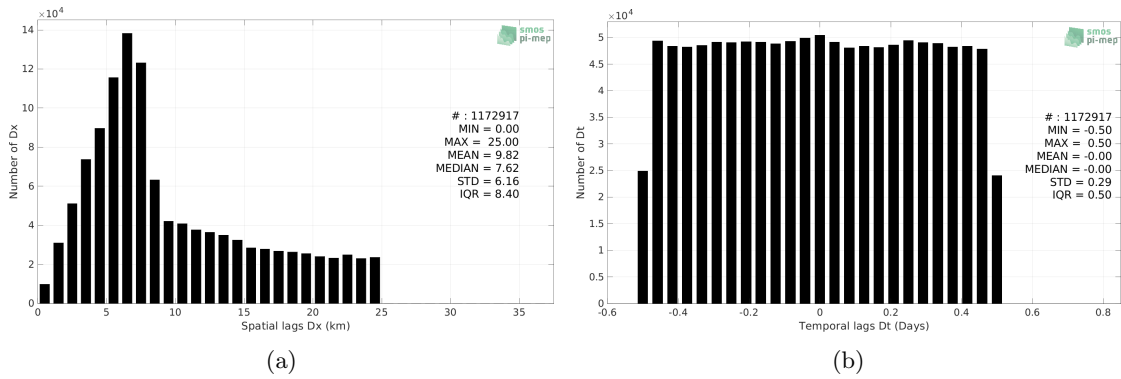 ×10⁴
14
12
10
8
6
4
2
0
Number of Dx
0 5 10 15 20 25 30 35
Spatial lags Dx (km)
smos
pi-mep
# : 1172917
MIN = 0.00
MAX = 25.00
MEAN = 9.82
MEDIAN = 7.62
STD = 6.16
IQR = 8.40
(a)
×10⁴
5
4.5
4
3.5
3
2.5
2
1.5
1
0.5
0
Number of Dt
-0.6 -0.4 -0.2 0 0.2 0.4 0.6 0.8
Temporal lags Dt (Days)
smos
pi-mep
# : 1172917
MIN = -0.50
MAX = 0.50
MEAN = -0.00
MEDIAN = -0.00
STD = 0.29
IQR = 0.50
(b)